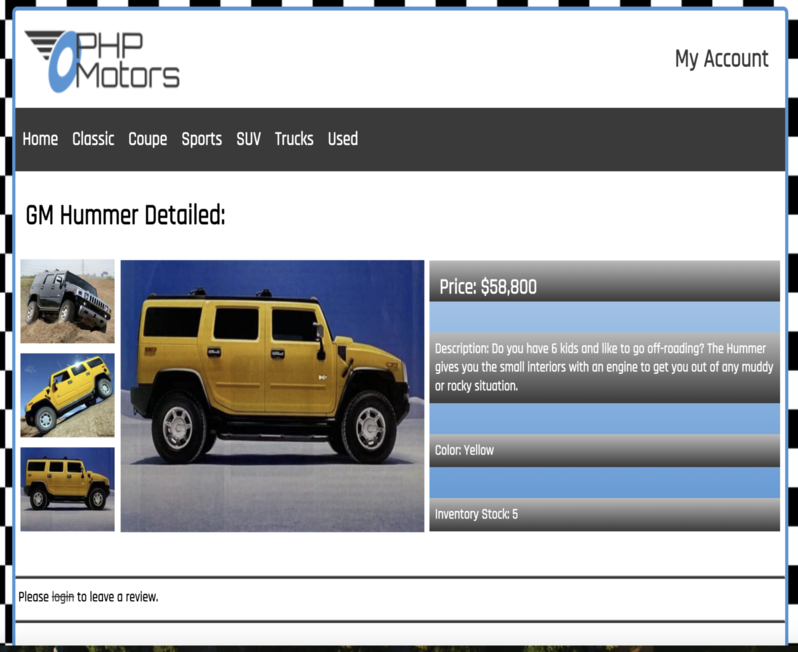 PHP
Motors
My Account
Home Classic Coupe Sports SUV Trucks Used
GM Hummer Detailed:
Price: $58,800
Description: Do you have 6 kids and like to go off-roading? The Hummer
gives you the small interiors with an engine to get you out of any muddy
or rocky situation.
Color: Yellow
Inventory Stock: 5
Please login to leave a review.